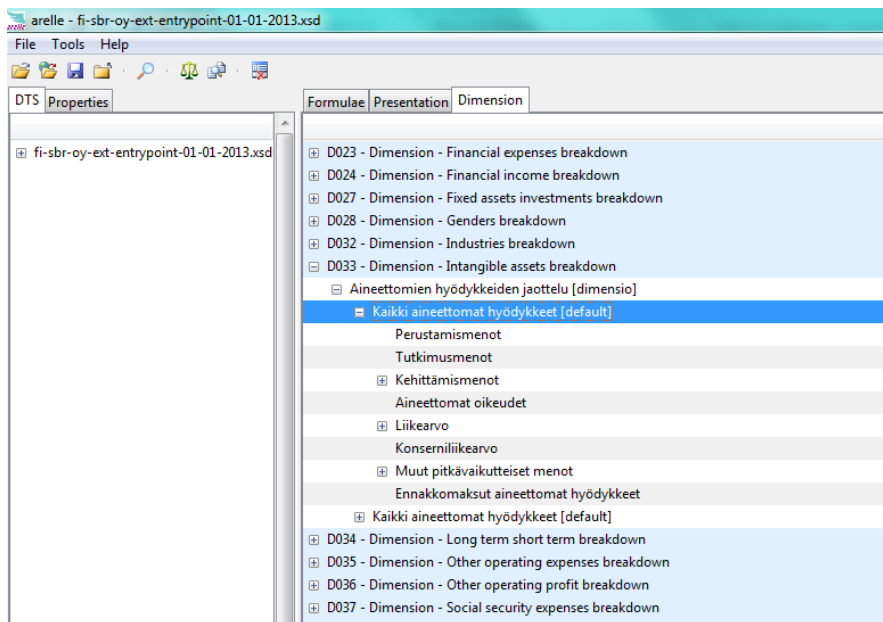 arelle - fi-sbr-oy-ext-entrypoint-01-01-2013.xsd
File Tools Help
DTS Properties
Formulae Presentation Dimension
fi-sbr-oy-ext-entrypoint-01-01-2013.xsd
D023 - Dimension - Financial expenses breakdown
D024 - Dimension - Financial income breakdown
D027 - Dimension - Fixed assets investments breakdown
D028 - Dimension - Genders breakdown
D032 - Dimension - Industries breakdown
D033 - Dimension - Intangible assets breakdown
Aineettomien hyödykkeiden jaottelu [dimensio]
Kaikki aineettomat hyödykkeet [default]
Perustamismenot
Tutkimusmenot
Kehittämismenot
Aineettomat oikeudet
Liikearvo
Konserniliikearvo
Muut pitkävaikutteiset menot
Ennakkomaksut aineettomat hyödykkeet
Kaikki aineettomat hyödykkeet [default]
D034 - Dimension - Long term short term breakdown
D035 - Dimension - Other operating expenses breakdown
D036 - Dimension - Other operating profit breakdown
D037 - Dimension - Social security expenses breakdown